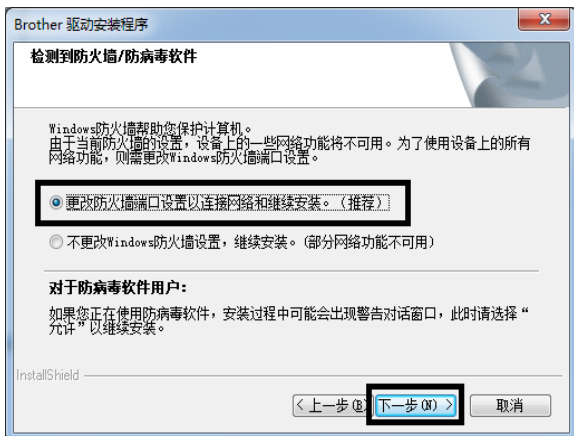 Brother 驱动安装程序
检测到防火墙/防病毒软件
Windows防火墙帮助您保护计算机。
由于当前防火墙的设置，设备上的一些网络功能将不可用。为了使用设备上的所有
网络功能，则需更改Windows防火墙端口设置。
更改防火墙端口设置以连接网络和继续安装。（推荐）
不更改Windows防火墙设置，继续安装。（部分网络功能不可用）
对于防病毒软件用户：
如果您正在使用防病毒软件，安装过程中可能会出现警告对话窗口，此时请选择“
允许”以继续安装。
InstallShield
< 上一步(B) 下一步(N) > 取消